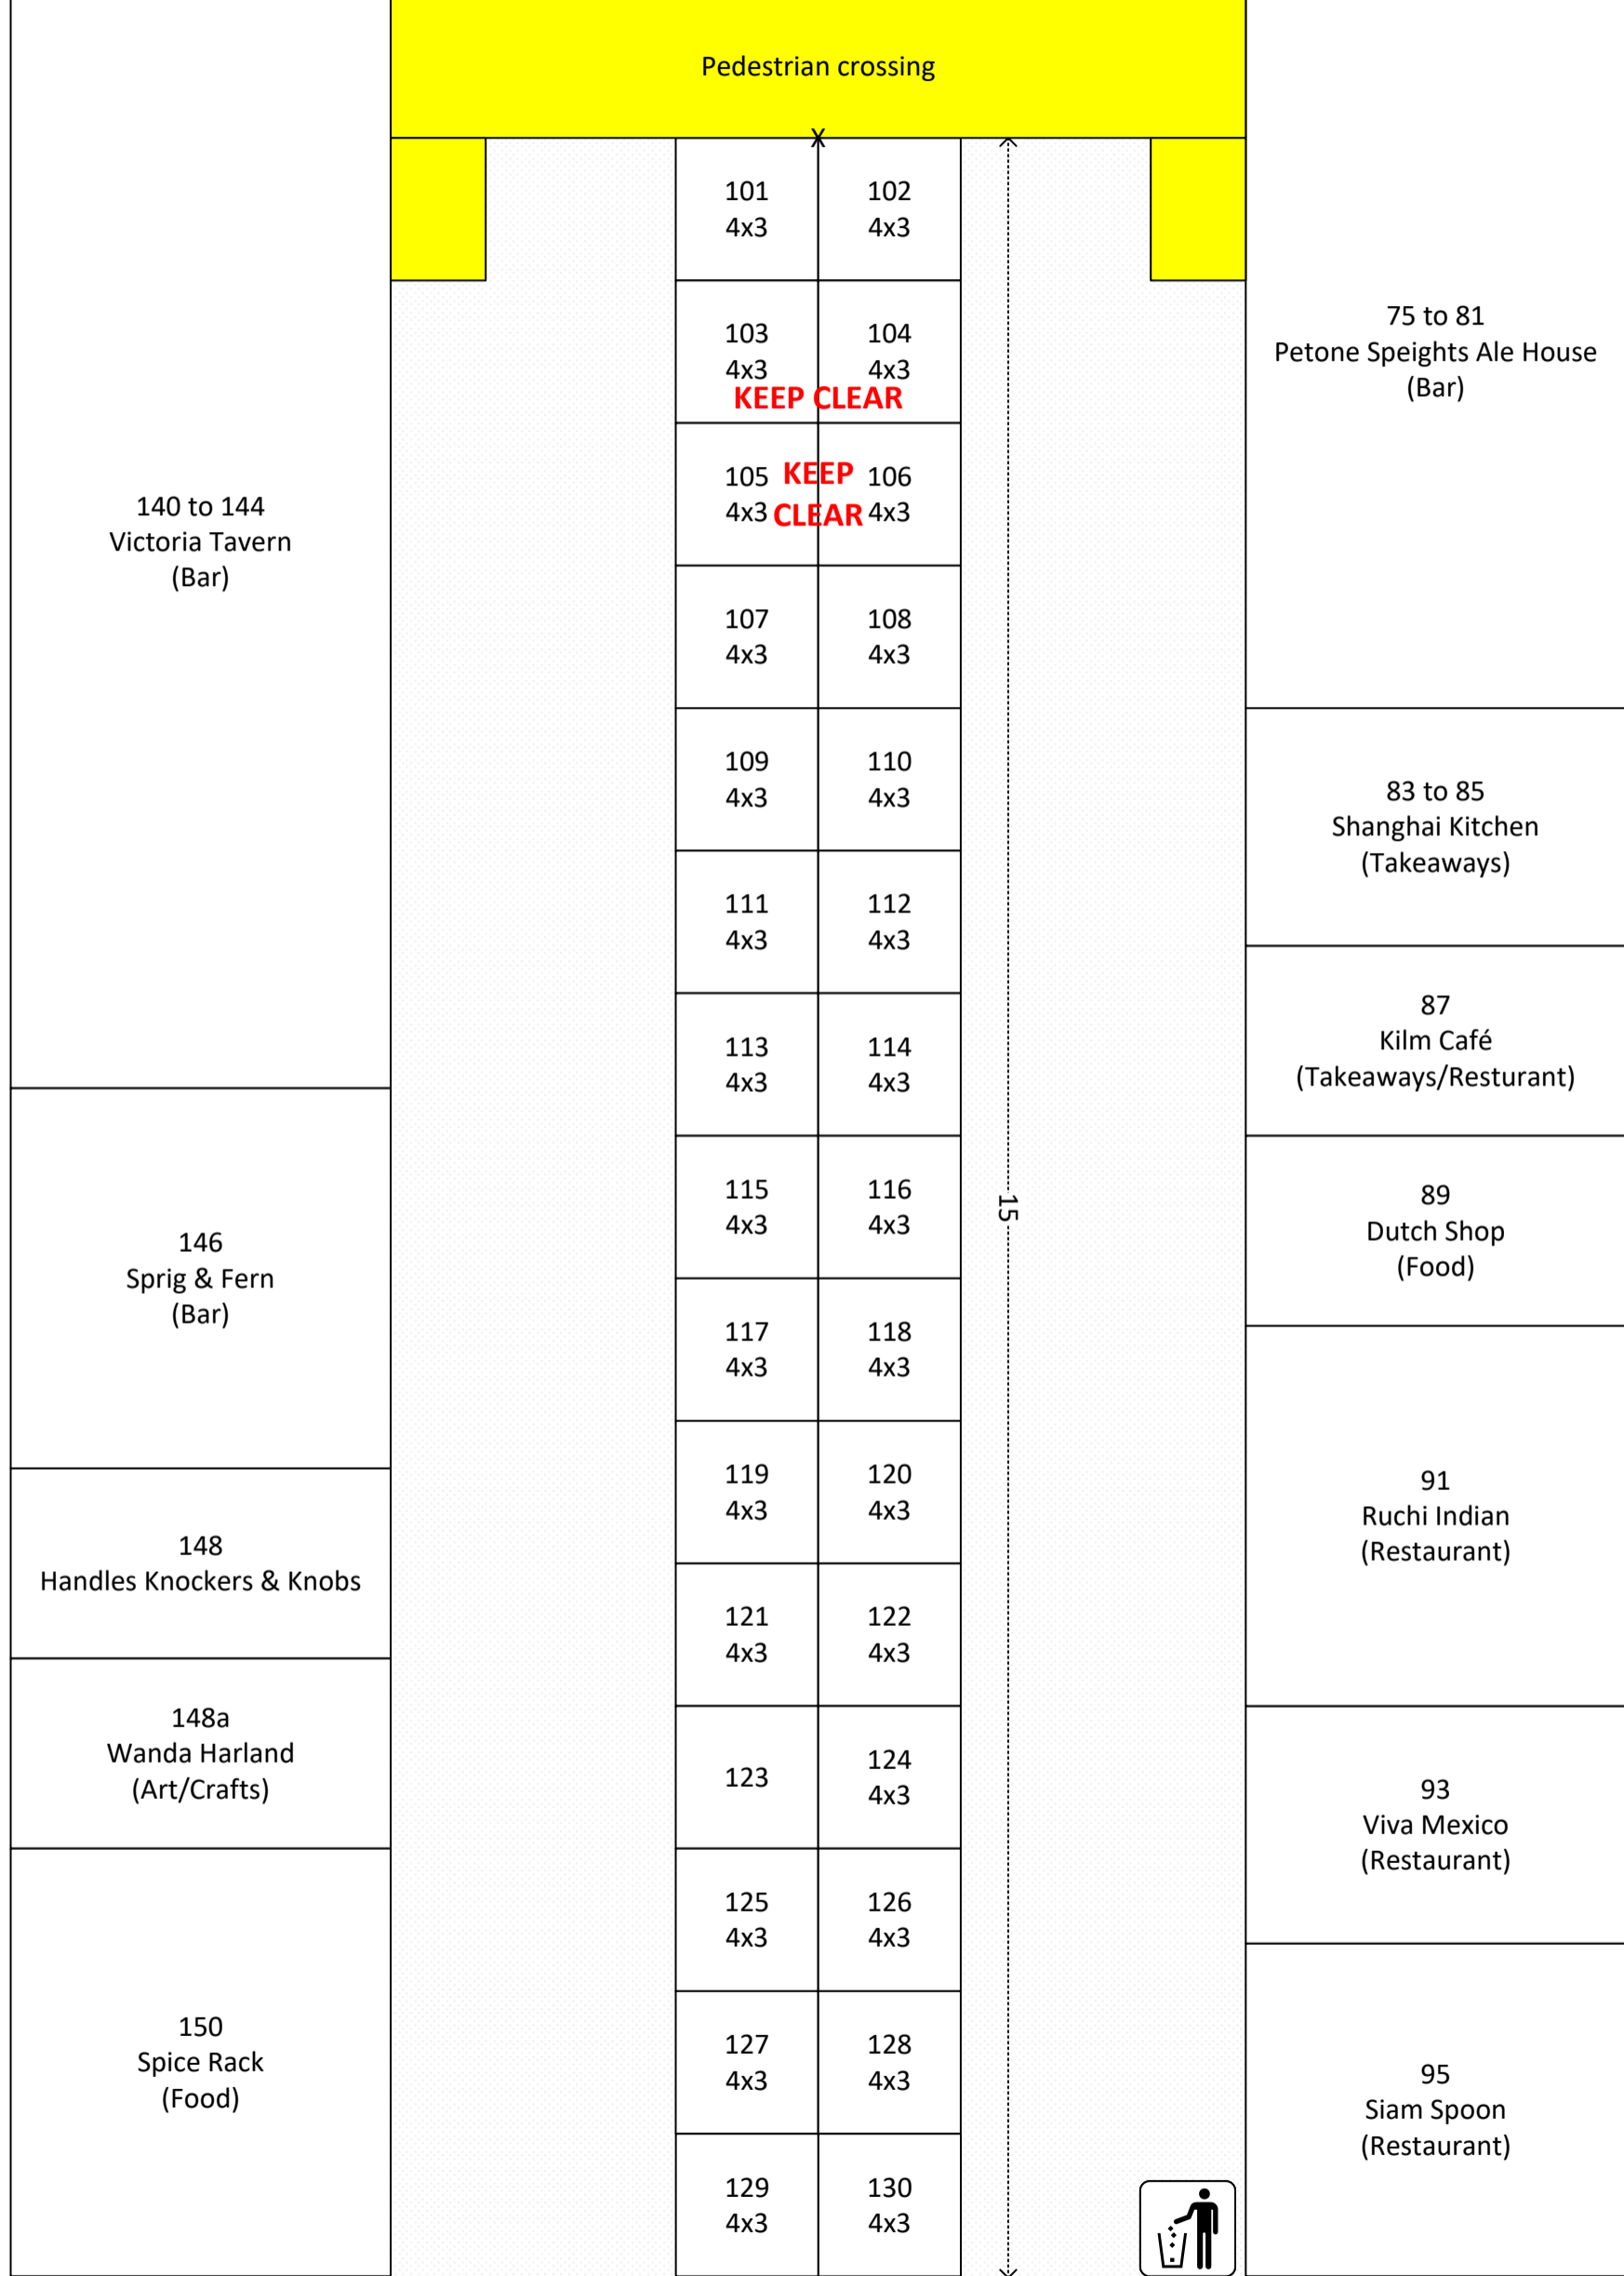 Pedestrian crossing
X
101
4x3
102
4x3
103
4x3
104
4x3
KEEP CLEAR
105
4x3
KEEP
CLEAR
106
4x3
107
4x3
108
4x3
109
4x3
110
4x3
111
4x3
112
4x3
113
4x3
114
4x3
115
4x3
116
4x3
117
4x3
118
4x3
119
4x3
120
4x3
121
4x3
122
4x3
123
124
4x3
125
4x3
126
4x3
127
4x3
128
4x3
129
4x3
130
4x3
15
140 to 144
Victoria Tavern
(Bar)
146
Sprig & Fern
(Bar)
148
Handles Knockers & Knobs
148a
Wanda Harland
(Art/Crafts)
150
Spice Rack
(Food)
75 to 81
Petone Speights Ale House
(Bar)
83 to 85
Shanghai Kitchen
(Takeaways)
87
Kilm Café
(Takeaways/Resturant)
89
Dutch Shop
(Food)
91
Ruchi Indian
(Restaurant)
93
Viva Mexico
(Restaurant)
95
Siam Spoon
(Restaurant)